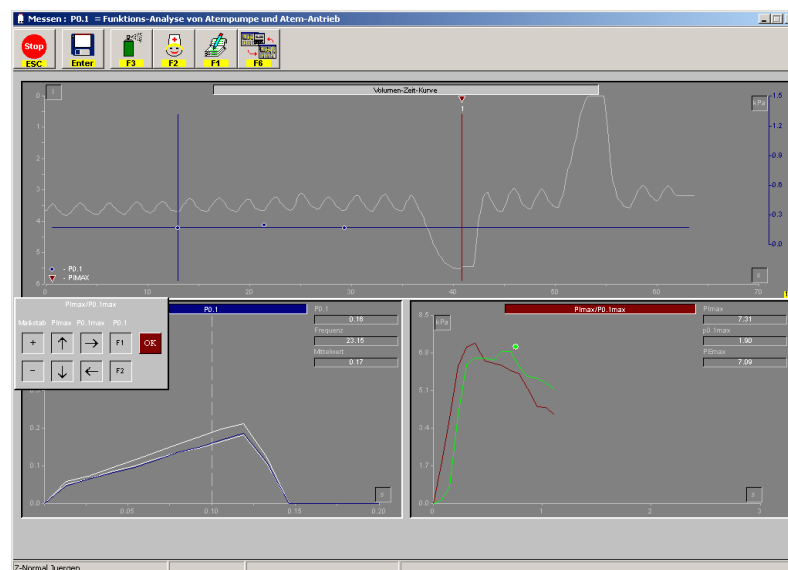 Messen : P0.1 = Funktions-Analyse von Atempumpe und Atem-Antrieb
Stop
ESC Enter F3 F2 F1 F6
Volumen-Zeit-Kurve
l
kPa
1
0
1
2
3
4
5
6
1.5
1.2
0.9
0.6
0.3
0.0
- P0.1
- PIMAX
s
0 10 20 30 40 50 60 70
PImax/P0.1max
Maßstab PImax P0.1max P0.1
+ ↑ → F1 OK
- ↓ ← F2
P0.1
P0.1
0.18
Frequenz
23.15
Mittelwert
0.17
0.2
0.1
0.0
s
0.05 0.10 0.15 0.20
PImax/P0.1max
kPa
8.5
6.8
5.1
3.4
1.7
0.0
PImax
7.31
p0.1max
1.90
PEmax
7.09
s
0 1 2 3
Z-Normal Juergen